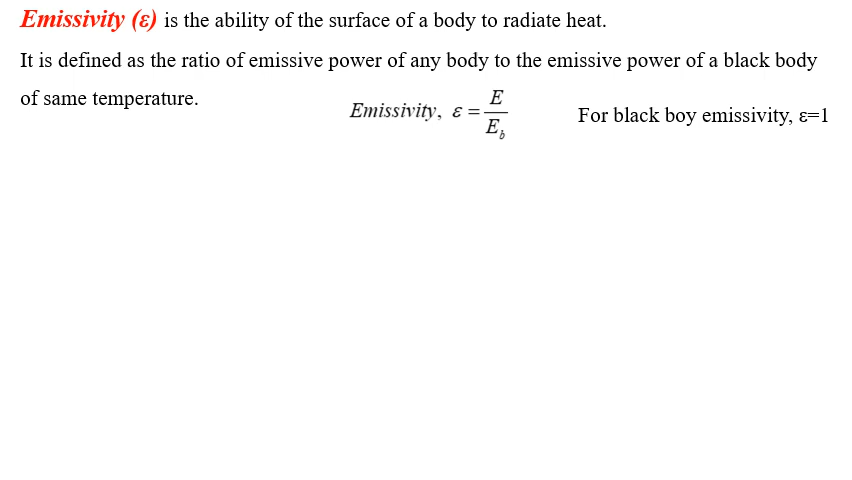 Emissivity (ε) is the ability of the surface of a body to radiate heat.
It is defined as the ratio of emissive power of any body to the emissive power of a black body
of same temperature.
Emissivity, ε = E / E_b
For black boy emissivity, ε=1